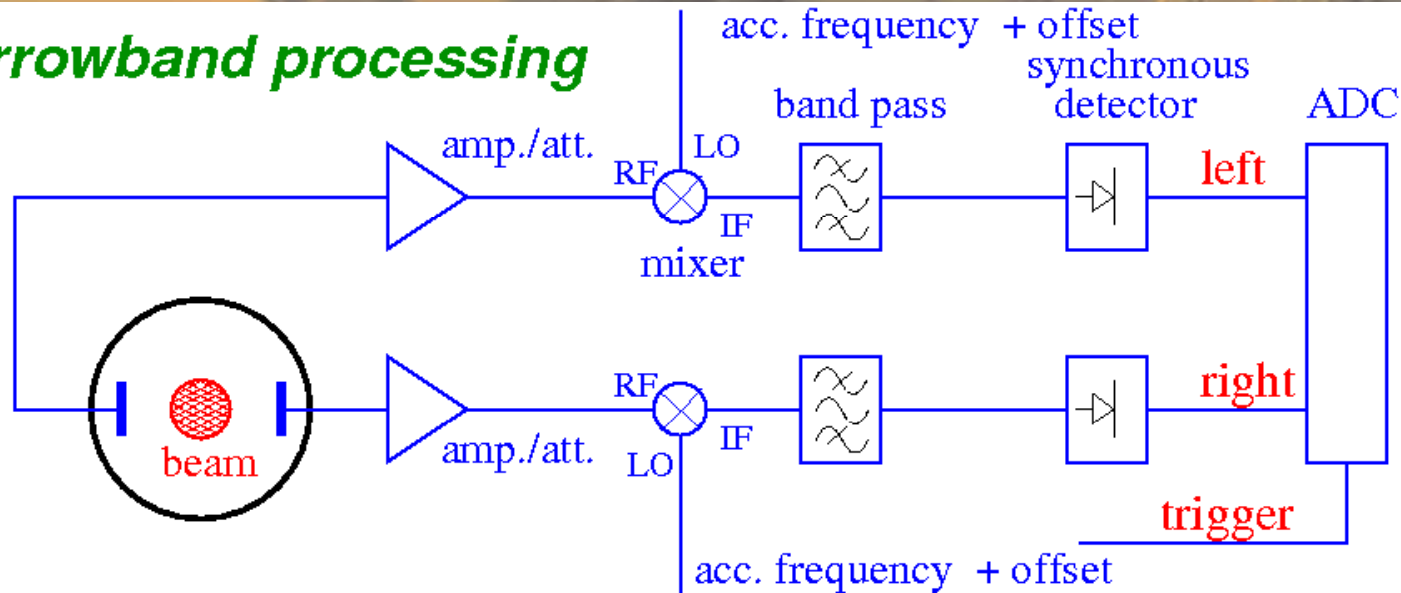 rrowband processing
acc. frequency + offset
synchronous
detector
band pass
ADC
amp./att.
LO
RF
IF
mixer
left
beam
amp./att.
RF
LO
IF
right
trigger
acc. frequency + offset